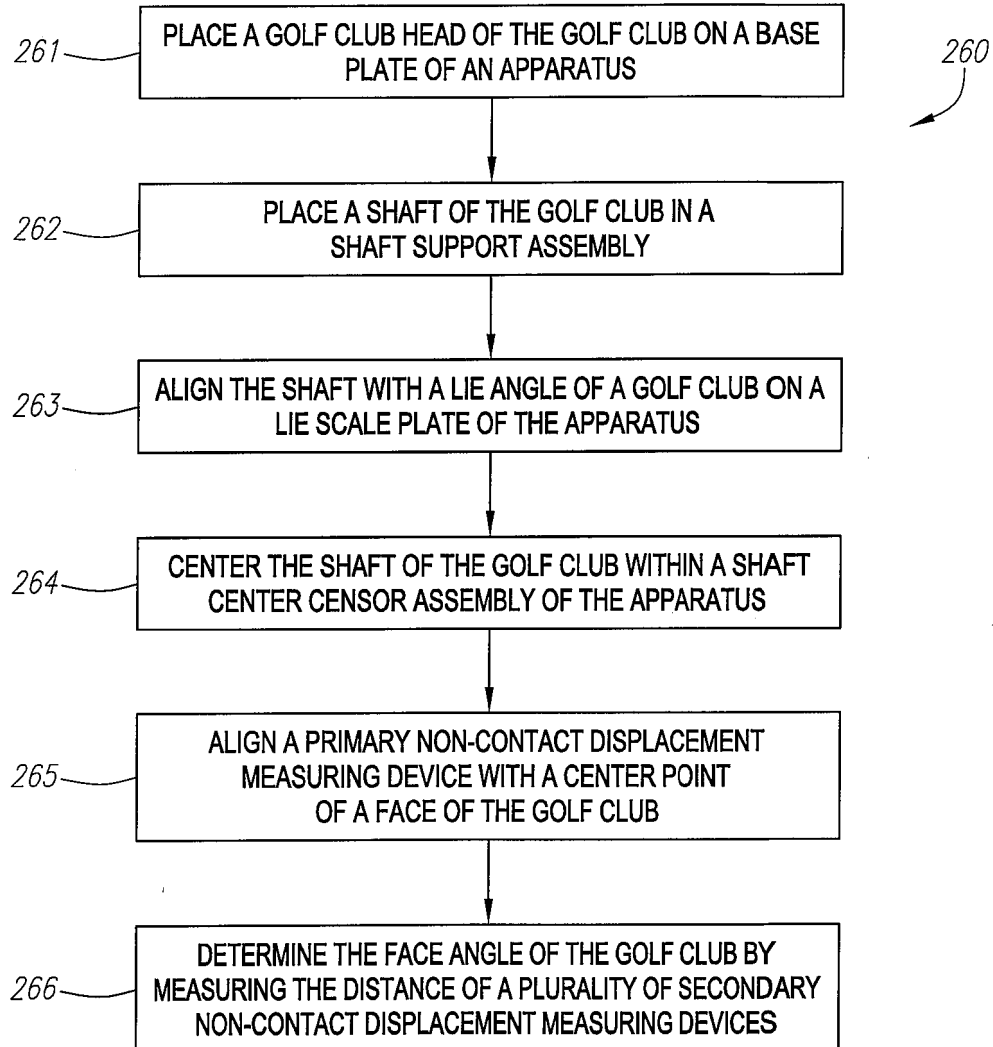 261
PLACE A GOLF CLUB HEAD OF THE GOLF CLUB ON A BASE
PLATE OF AN APPARATUS
260
262
PLACE A SHAFT OF THE GOLF CLUB IN A
SHAFT SUPPORT ASSEMBLY
263
ALIGN THE SHAFT WITH A LIE ANGLE OF A GOLF CLUB ON A
LIE SCALE PLATE OF THE APPARATUS
264
CENTER THE SHAFT OF THE GOLF CLUB WITHIN A SHAFT
CENTER CENSOR ASSEMBLY OF THE APPARATUS
265
ALIGN A PRIMARY NON-CONTACT DISPLACEMENT
MEASURING DEVICE WITH A CENTER POINT
OF A FACE OF THE GOLF CLUB
266
DETERMINE THE FACE ANGLE OF THE GOLF CLUB BY
MEASURING THE DISTANCE OF A PLURALITY OF SECONDARY
NON-CONTACT DISPLACEMENT MEASURING DEVICES